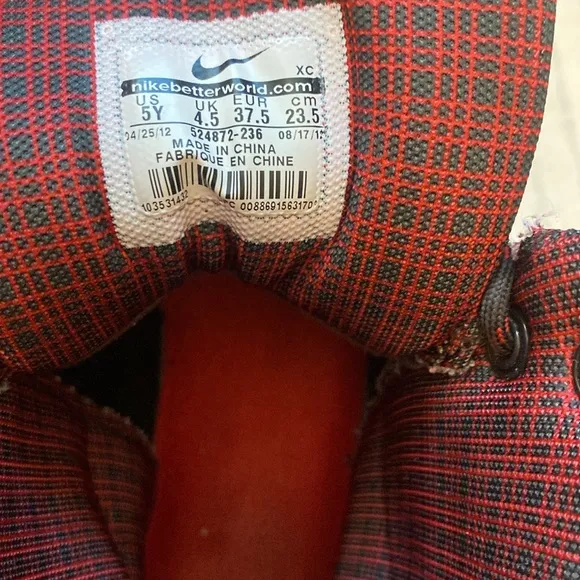 XC
nikebetterworld.com
US UK EUR cm
5Y 4.5 37.5 23.5
04/25/12 524872-236 08/17/12
MADE IN CHINA
FABRIQUE EN CHINE